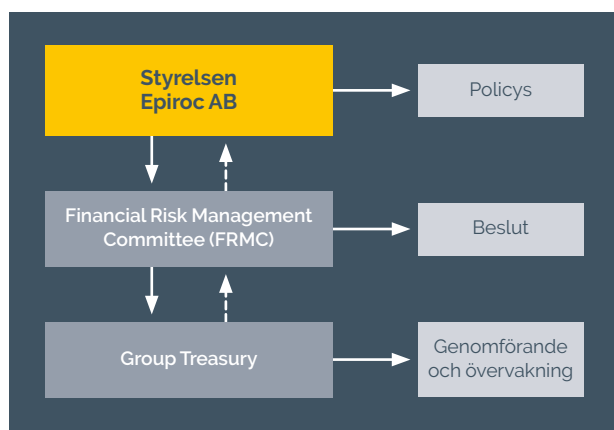 Styrelsen
Epiroc AB
Policys
Financial Risk Management
Committee (FRMC)
Beslut
Group Treasury
Genomförande
och övervakning